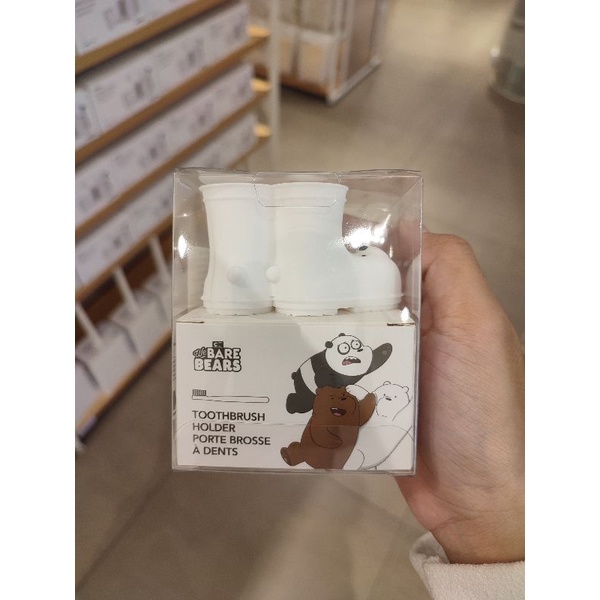 We
BARE
BEARS
TOOTHBRUSH
HOLDER
PORTE BROSSE
À DENTS